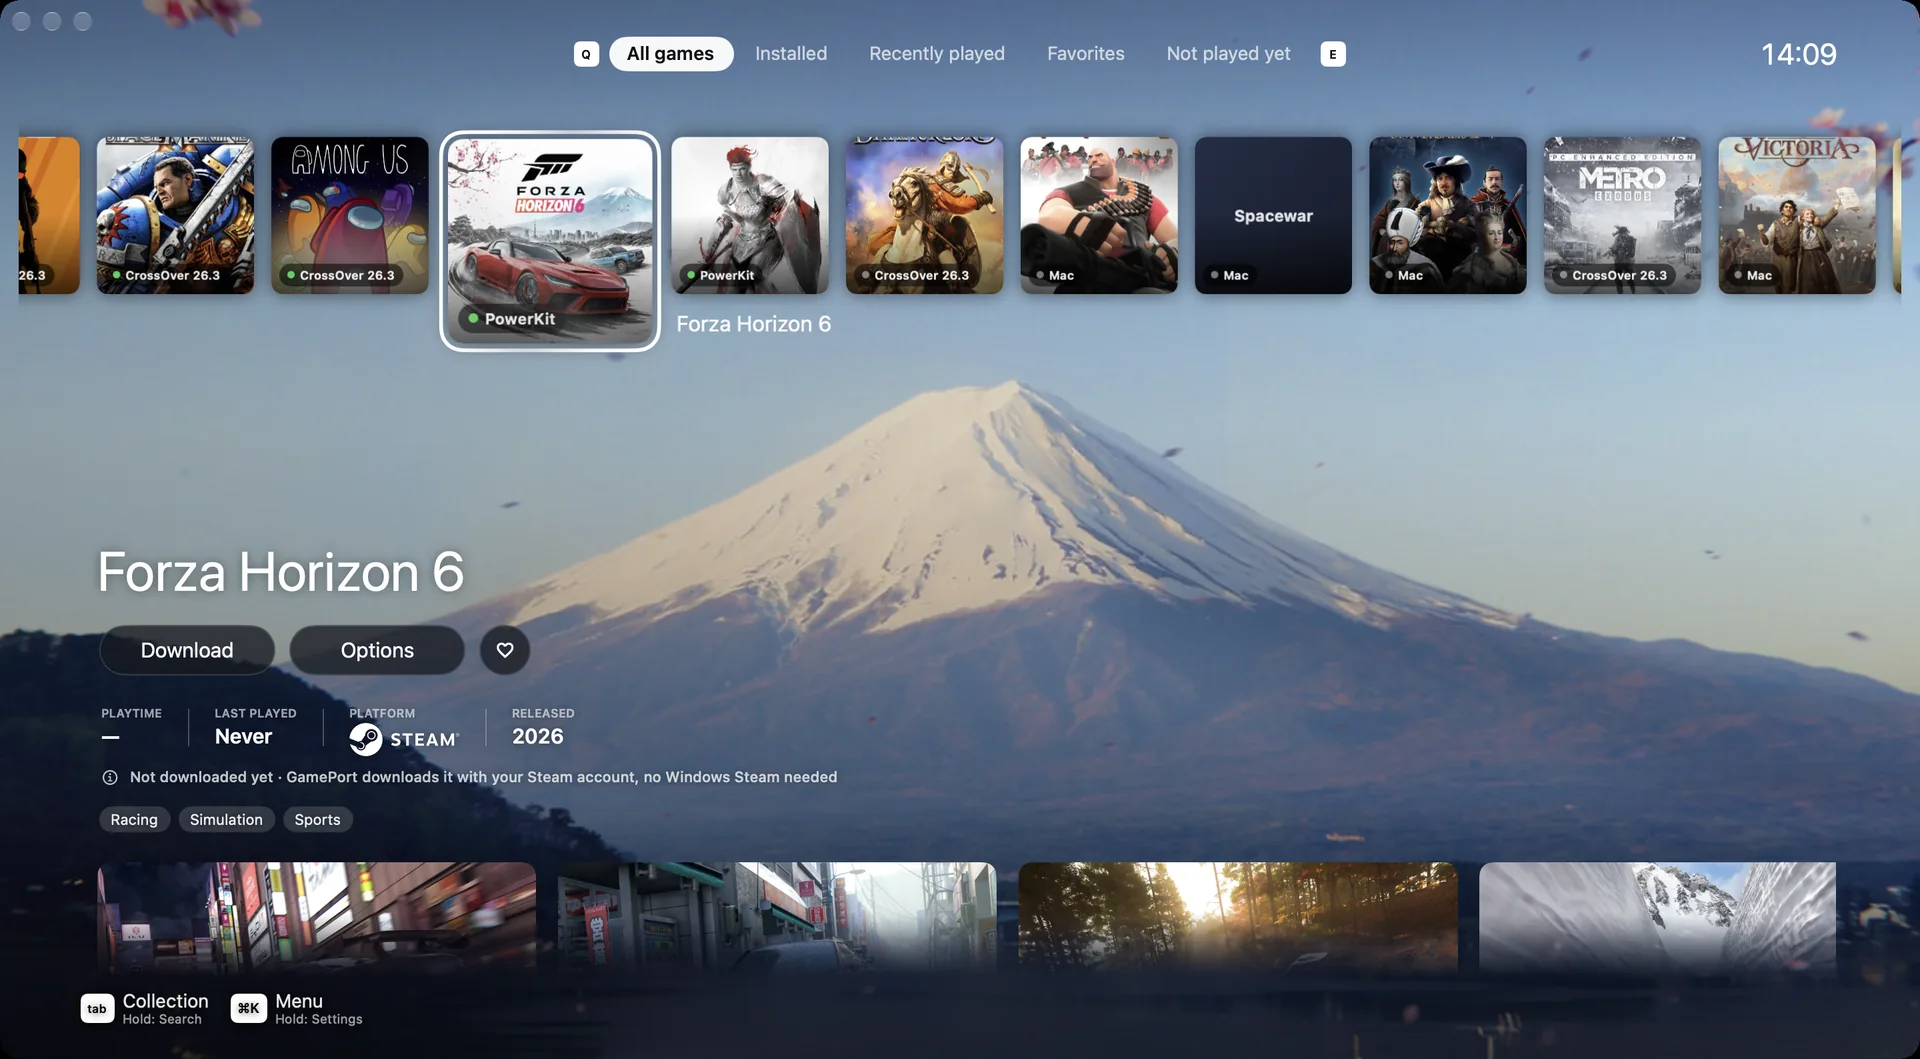 Q
All games
Installed
Recently played
Favorites
Not played yet
E
14:09
26.3
CrossOver 26.3
AMONG US
CrossOver 26.3
FORZA
HORIZON 6
PowerKit
PowerKit
CrossOver 26.3
Mac
Spacewar
Mac
Mac
PC ENHANCED EDITION
METRO
EXODUS
CrossOver 26.3
VICTORIA
Mac
Forza Horizon 6
Forza Horizon 6
Download
Options
PLAYTIME
LAST PLAYED
PLATFORM
RELEASED
—
Never
STEAM
2026
Not downloaded yet · GamePort downloads it with your Steam account, no Windows Steam needed
Racing
Simulation
Sports
tab
Collection
Hold: Search
⌘K
Menu
Hold: Settings